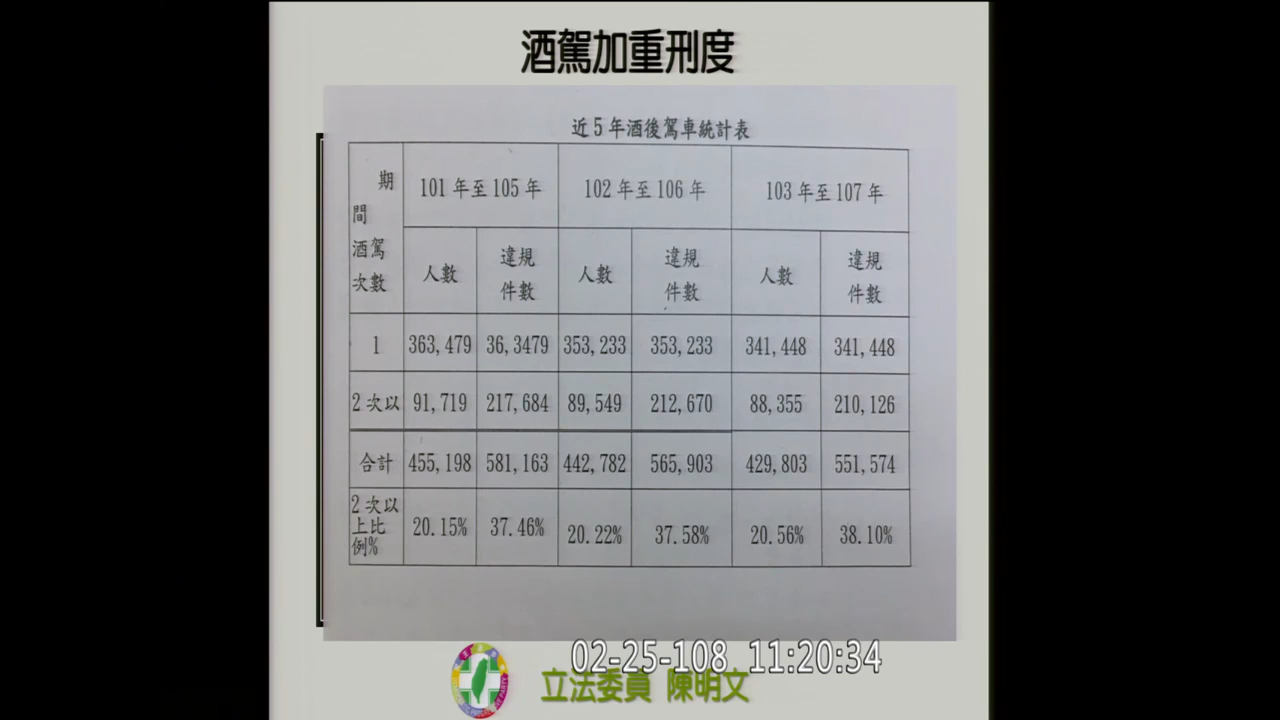 酒駕加重刑度
近5年酒後駕車統計表
期間 酒駕次數 101年至105年 102年至106年 103年至107年
人數 違規件數 人數 違規件數 人數 違規件數
1 363,479 36,3479 353,233 353,233 341,448 341,448
2次以 91,719 217,684 89,549 212,670 88,355 210,126
合計 455,198 581,163 442,782 565,903 429,803 551,574
2次以上比例% 20.15% 37.46% 20.22% 37.58% 20.56% 38.10%
02-25-108 11:20:34
立法委員 陳明文